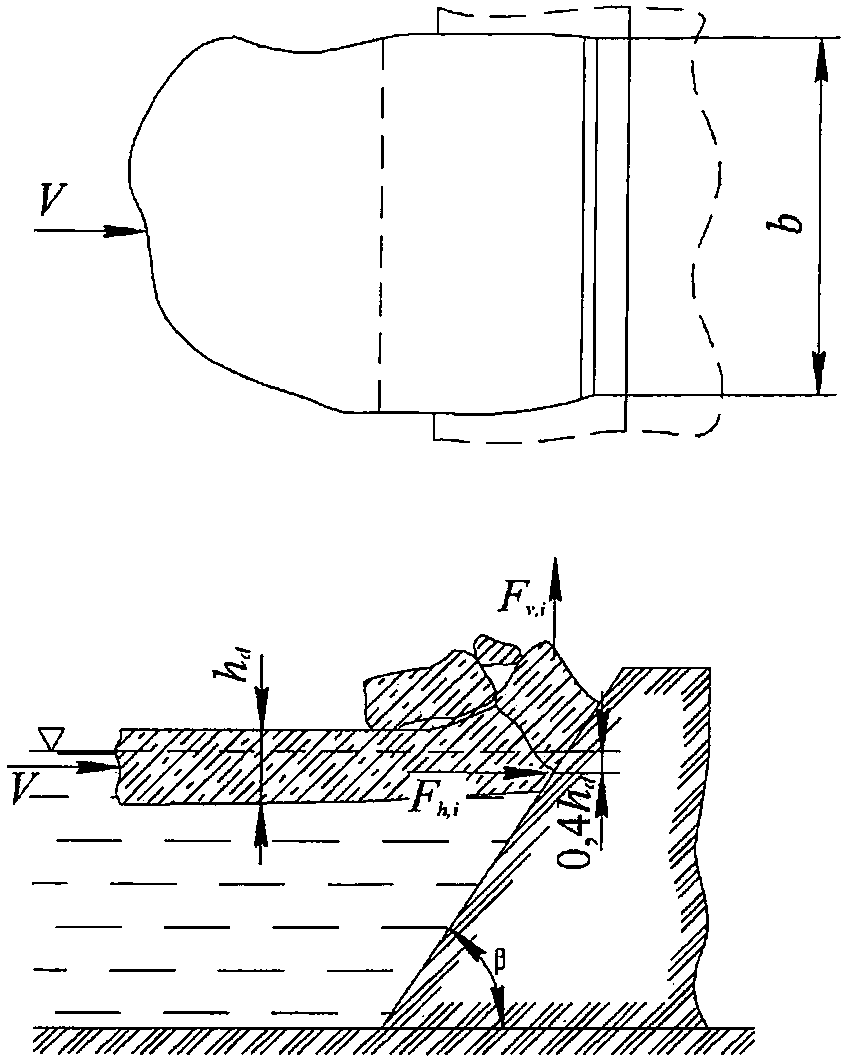 V
b
F_{v,i}
h_d
V
F_{h,i}
0,4h_d
β